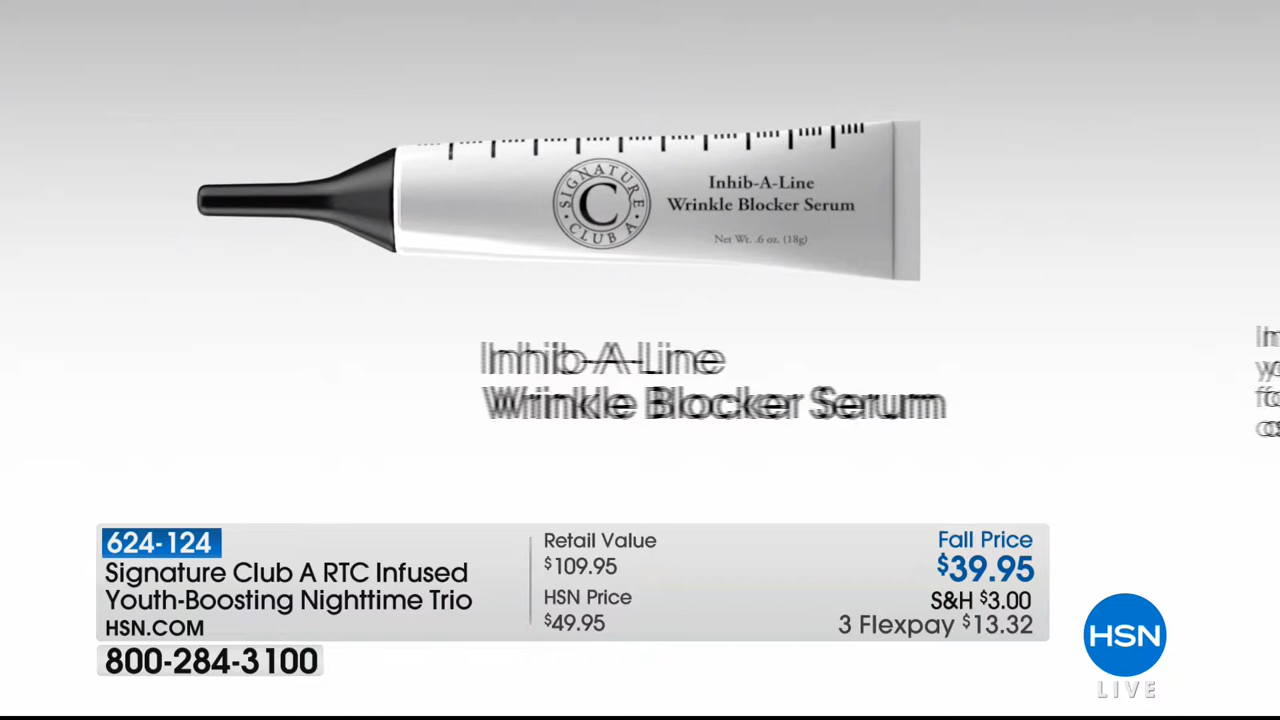 SIGNATURE
C
CLUB A
Inhib-A-Line
Wrinkle Blocker Serum
Net Wt. .6 oz. (18g)
Inhib-A-Line
Wrinkle Blocker Serum
624-124
Signature Club A RTC Infused
Youth-Boosting Nighttime Trio
HSN.COM
800-284-3100
Retail Value
$109.95
HSN Price
$49.95
Fall Price
$39.95
S&H $3.00
3 Flexpay $13.32
HSN
LIVE